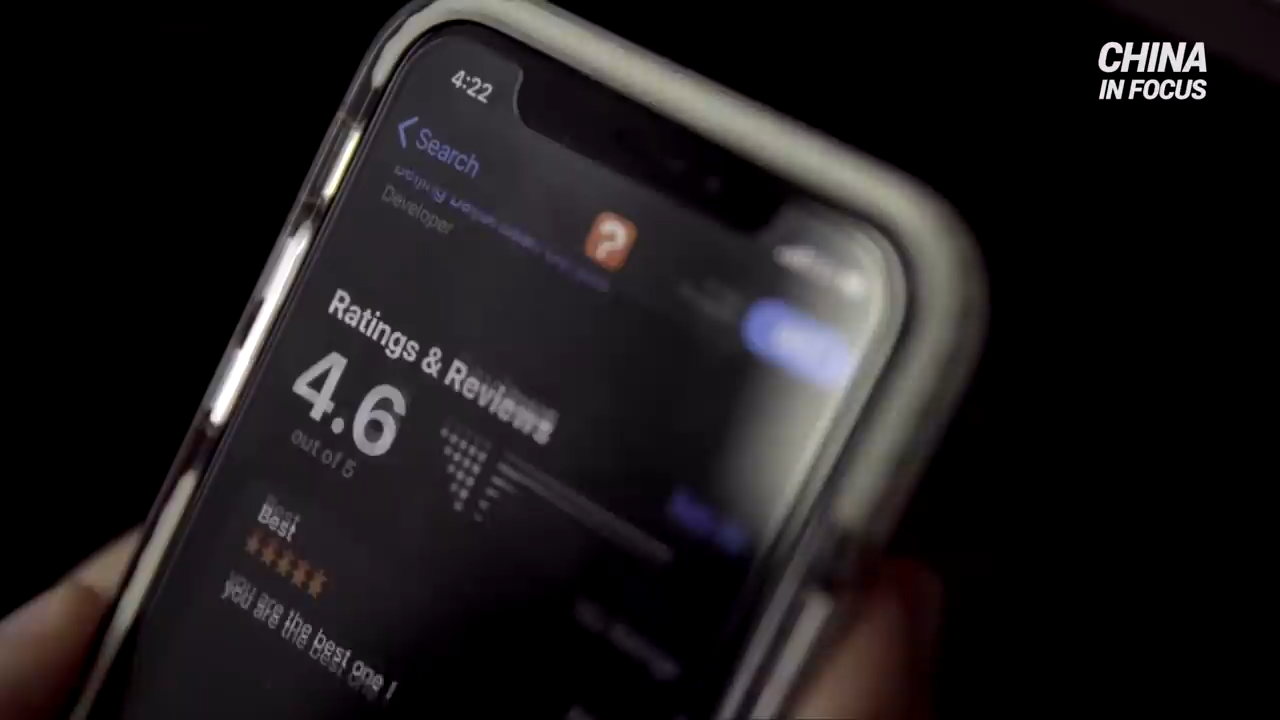 CHINA
IN FOCUS
4:22
Search
Beijing
Developer
?
Ratings & Reviews
4.6
out of 5
Best
you are the best one !